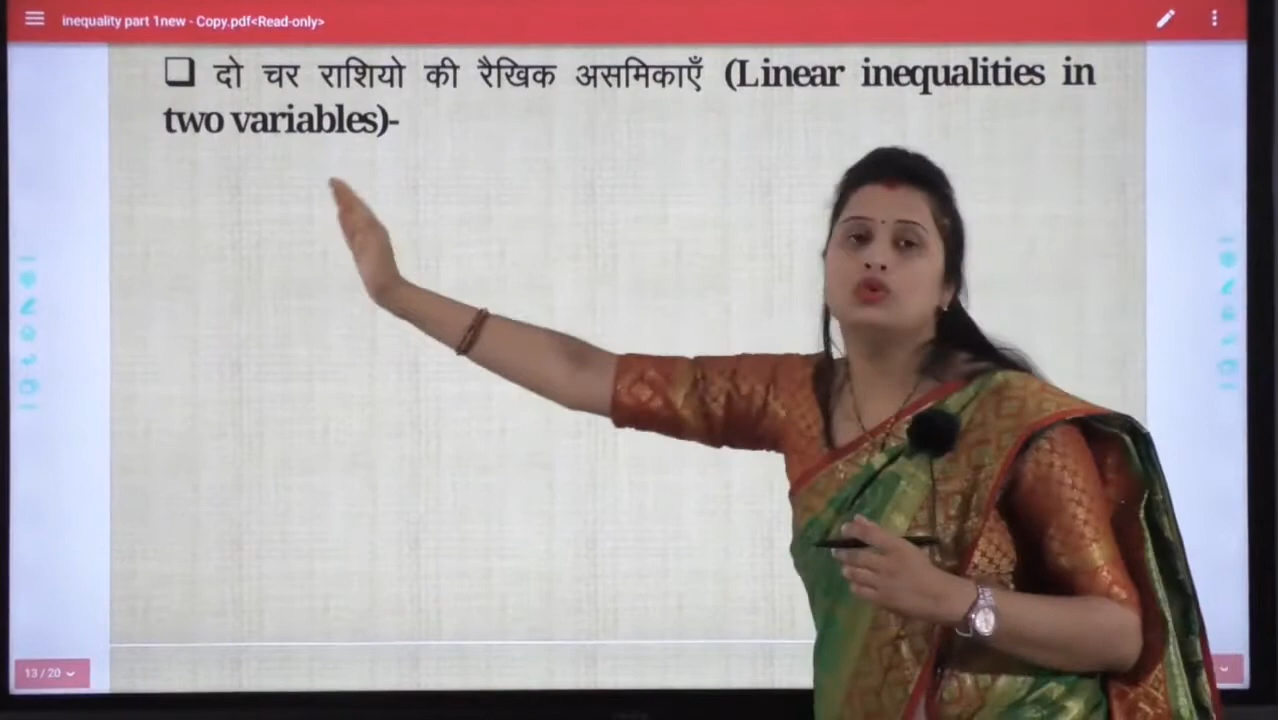 inequality part 1new - Copy.pdf<Read-only>
❑ दो चर राशियो की रैखिक असमिकाएँ (Linear inequalities in
two variables)-
13 / 20